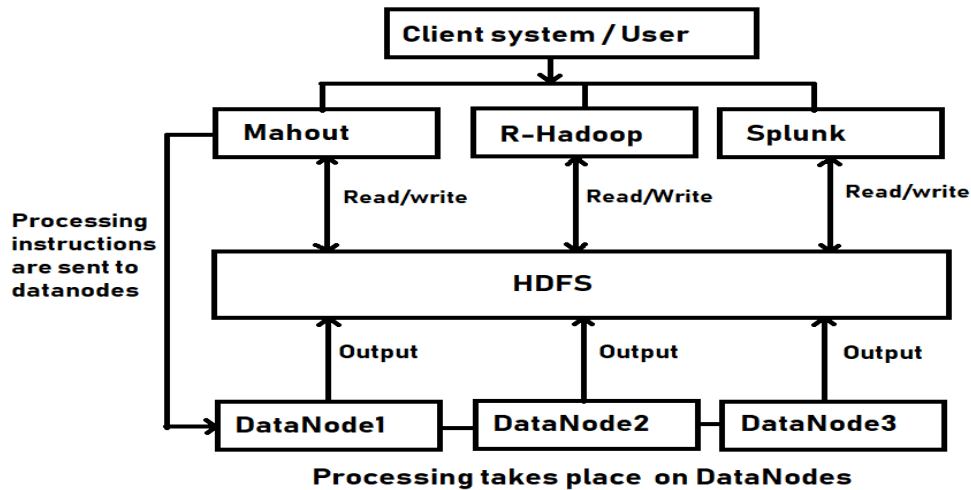 Client system / User
Mahout
R-Hadoop
Splunk
Read/write
Read/Write
Read/write
Processing
instructions
are sent to
datanodes
HDFS
Output
Output
Output
DataNode1
DataNode2
DataNode3
Processing takes place on DataNodes